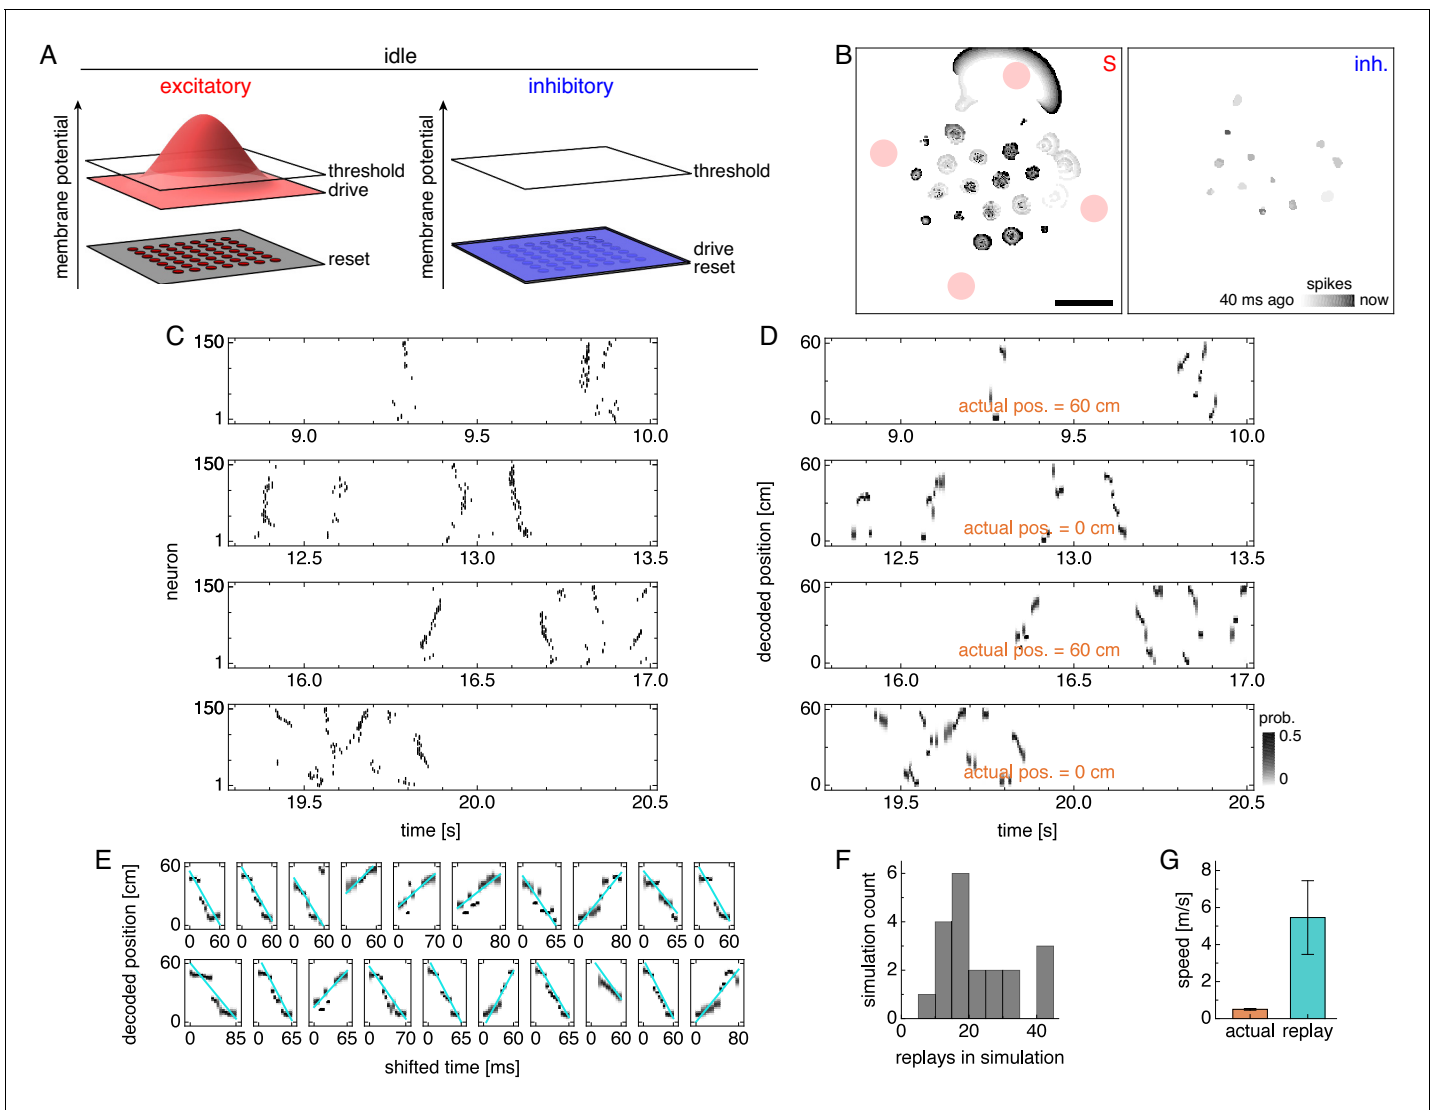 A
idle
excitatory
inhibitory
membrane potential
threshold
drive
reset
membrane potential
threshold
drive
reset
B
S
inh.
spikes
40 ms ago
now
C
neuron
150
1
9.0
9.5
10.0
150
1
12.5
13.0
13.5
150
1
16.0
16.5
17.0
150
1
19.5
20.0
20.5
time [s]
D
decoded position [cm]
60
0
actual pos. = 60 cm
9.0
9.5
10.0
60
0
actual pos. = 0 cm
12.5
13.0
13.5
60
0
actual pos. = 60 cm
16.0
16.5
17.0
60
0
actual pos. = 0 cm
19.5
20.0
20.5
time [s]
prob.
0.5
0
E
decoded position [cm]
60
0
0 60
0 60
0 60
0 60
0 70
0 80
0 65
0 80
0 65
0 60
60
0
0 85
0 65
0 65
0 70
0 65
0 60
0 65
0 60
0 80
shifted time [ms]
F
simulation count
6
4
2
0
0 20 40
replays in simulation
G
speed [m/s]
8
6
4
2
0
actual replay